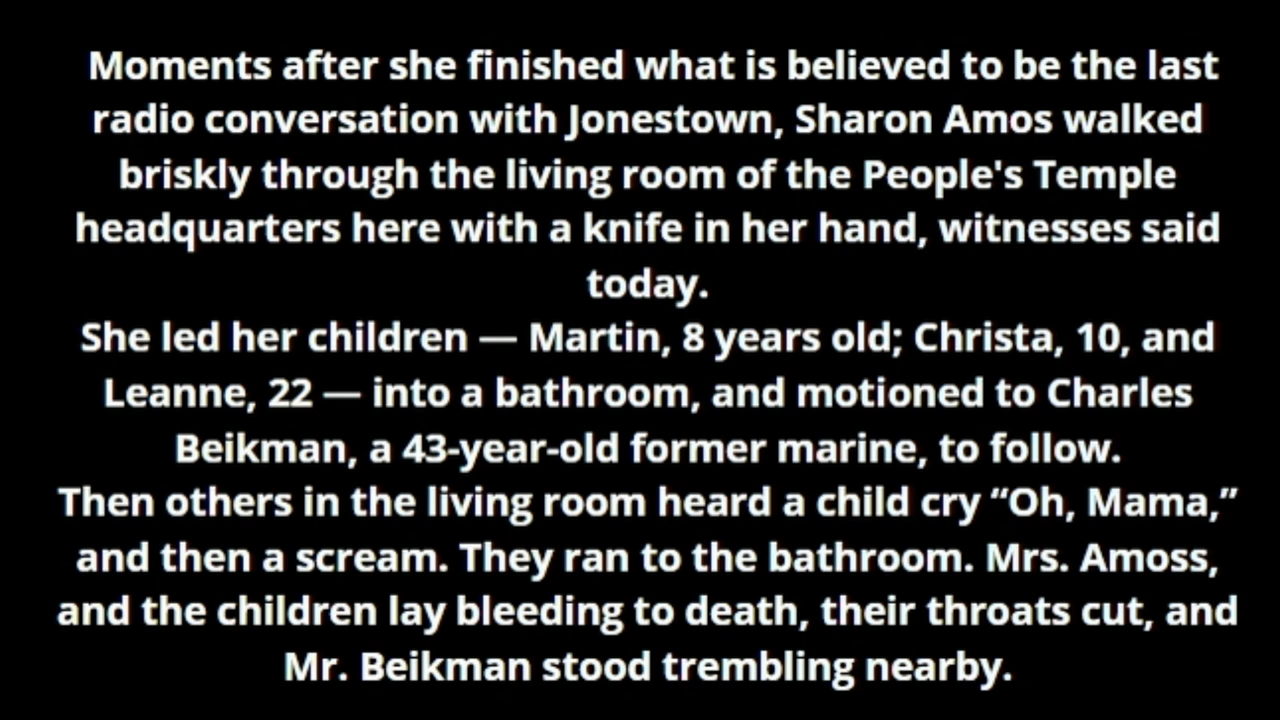 Moments after she finished what is believed to be the last
radio conversation with Jonestown, Sharon Amos walked
briskly through the living room of the People's Temple
headquarters here with a knife in her hand, witnesses said
today.
She led her children — Martin, 8 years old; Christa, 10, and
Leanne, 22 — into a bathroom, and motioned to Charles
Beikman, a 43-year-old former marine, to follow.
Then others in the living room heard a child cry “Oh, Mama,”
and then a scream. They ran to the bathroom. Mrs. Amoss,
and the children lay bleeding to death, their throats cut, and
Mr. Beikman stood trembling nearby.